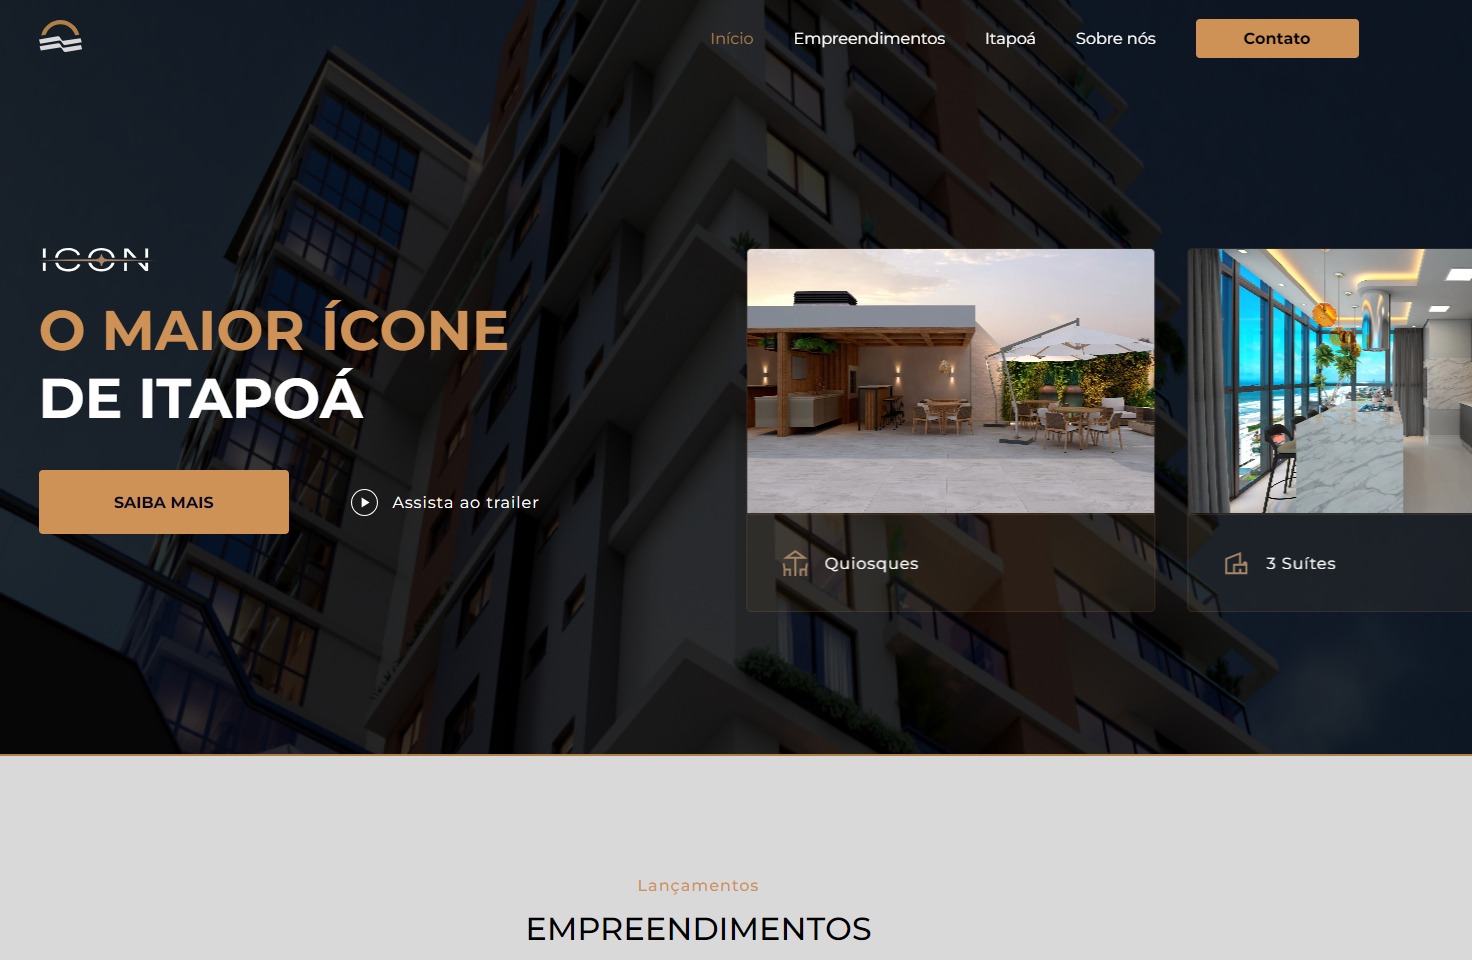 Início
Empreendimentos
Itapoá
Sobre nós
Contato
ICON
O MAIOR ÍCONE
DE ITAPOÁ
SAIBA MAIS
Assista ao trailer
Quiosques
3 Suítes
Lançamentos
EMPREENDIMENTOS